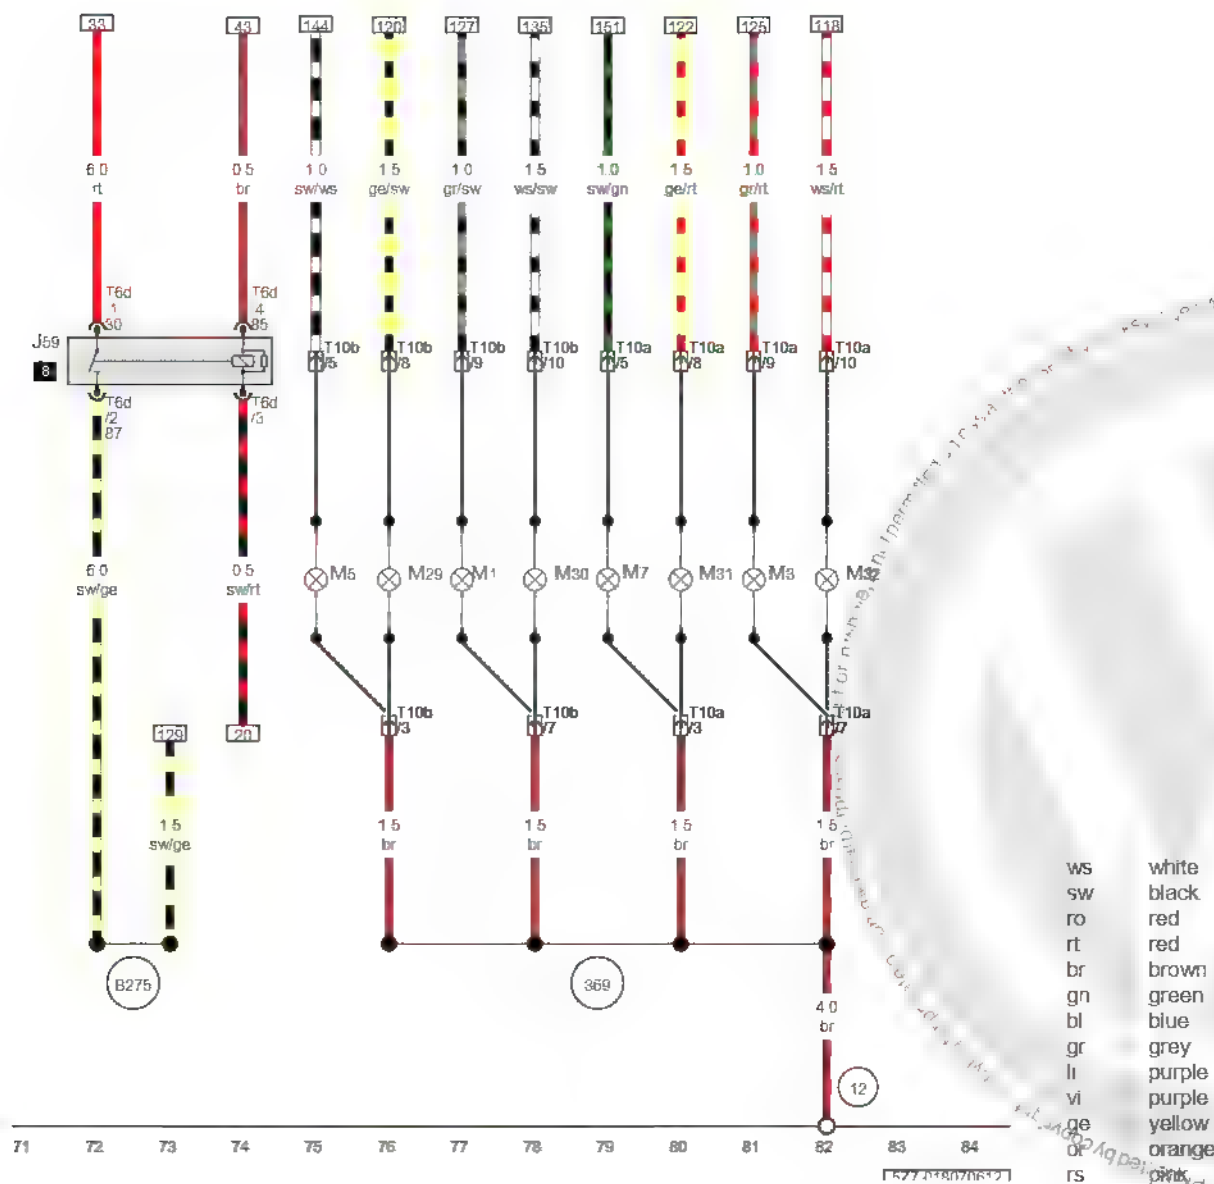 33 43 144 120 127 135 151 122 125 118
6.0 0.5 1.0 1.5 1.0 1.5 1.0 1.5 1.0 1.5
rt br sw/ws ge/sw gr/sw ws/sw sw/gn ge/rt gr/rt ws/rt
T6d T6d
1 4
30 85
J59 T10b T10b T10b T10b T10a T10a T10a T10a
/5 /8 /9 /10 /5 /8 /9 /10
8
T6d T6d
/2 /3
87
6.0 0.5 M5 M29 M1 M30 M7 M31 M3 M32
sw/ge sw/rt
T10b T10b T10a T10a
/3 /7 /3 /7
129 20
1.5 1.5 1.5 1.5 1.5
sw/ge br br br br
ws white
sw black
ro red
rt red
br brown
gn green
bl blue
gr grey
li purple
vi purple
ge yellow
or orange
rs pink
B275 369
4.0
br
12
71 72 73 74 75 76 77 78 79 80 81 82 83 84
577-018070612